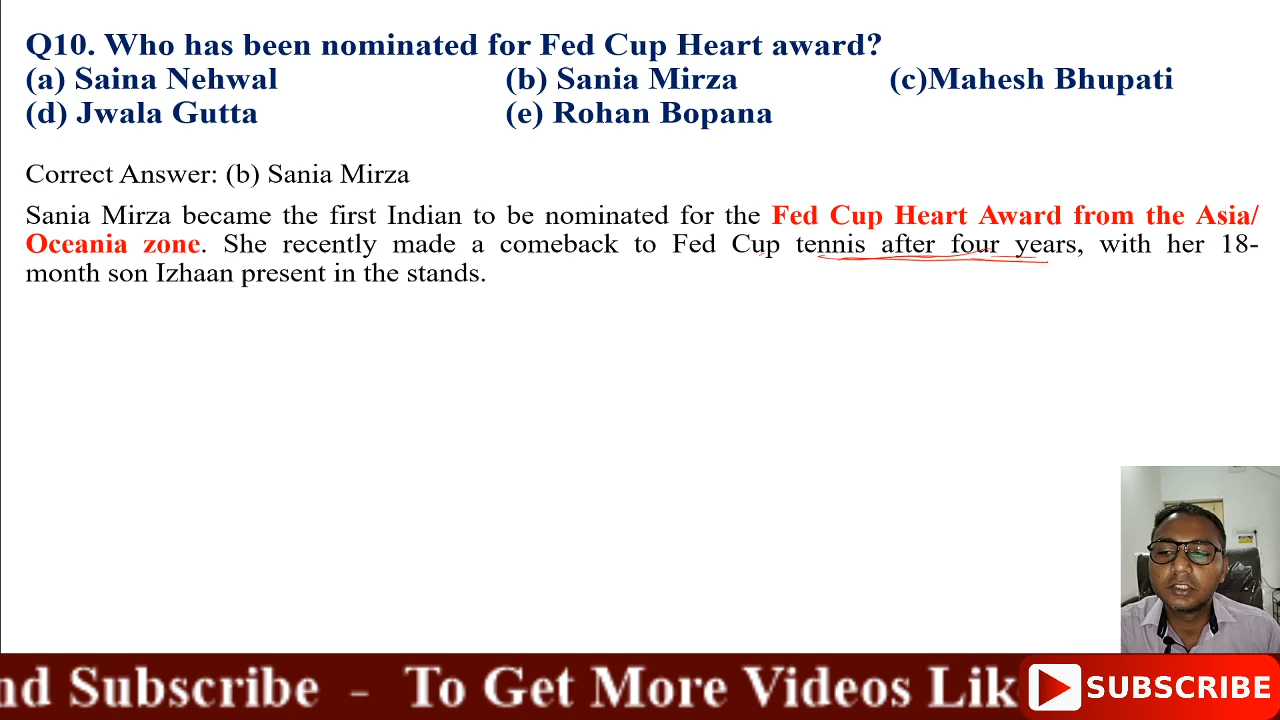 Q10. Who has been nominated for Fed Cup Heart award?
(a) Saina Nehwal (b) Sania Mirza (c)Mahesh Bhupati
(d) Jwala Gutta (e) Rohan Bopana
Correct Answer: (b) Sania Mirza
Sania Mirza became the first Indian to be nominated for the Fed Cup Heart Award from the Asia/
Oceania zone. She recently made a comeback to Fed Cup tennis after four years, with her 18-
month son Izhaan present in the stands.
nd Subscribe - To Get More Videos Lik
SUBSCRIBE